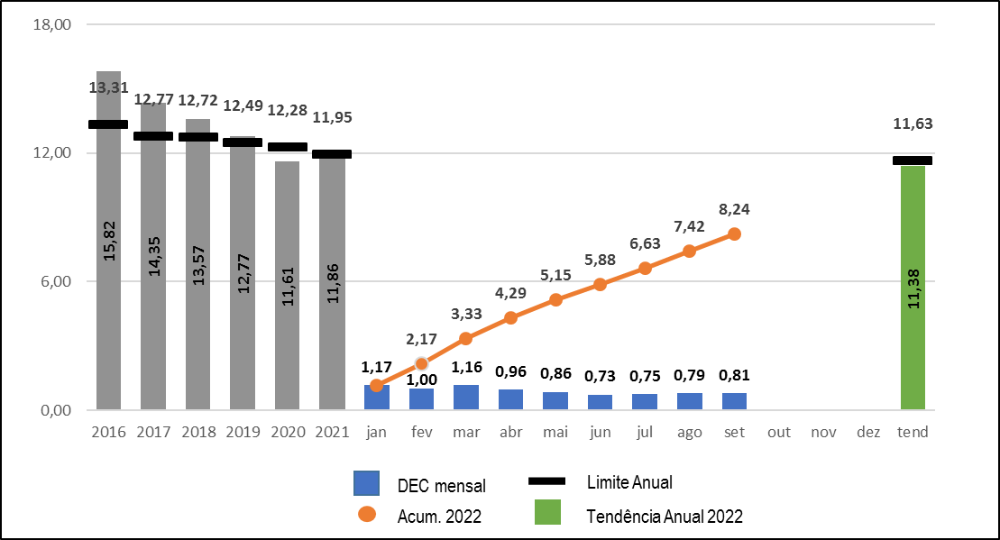 18,00
12,00
6,00
0,00
13,31 12,77 12,72 12,49 12,28 11,95
11,63
15,82 14,35 13,57 12,77 11,61 11,86
11,38
1,17 2,17 3,33 4,29 5,15 5,88 6,63 7,42 8,24
1,00 1,16 0,96 0,86 0,73 0,75 0,79 0,81
2016 2017 2018 2019 2020 2021 jan fev mar abr mai jun jul ago set out nov dez tend
DEC mensal Limite Anual
Acum. 2022 Tendência Anual 2022